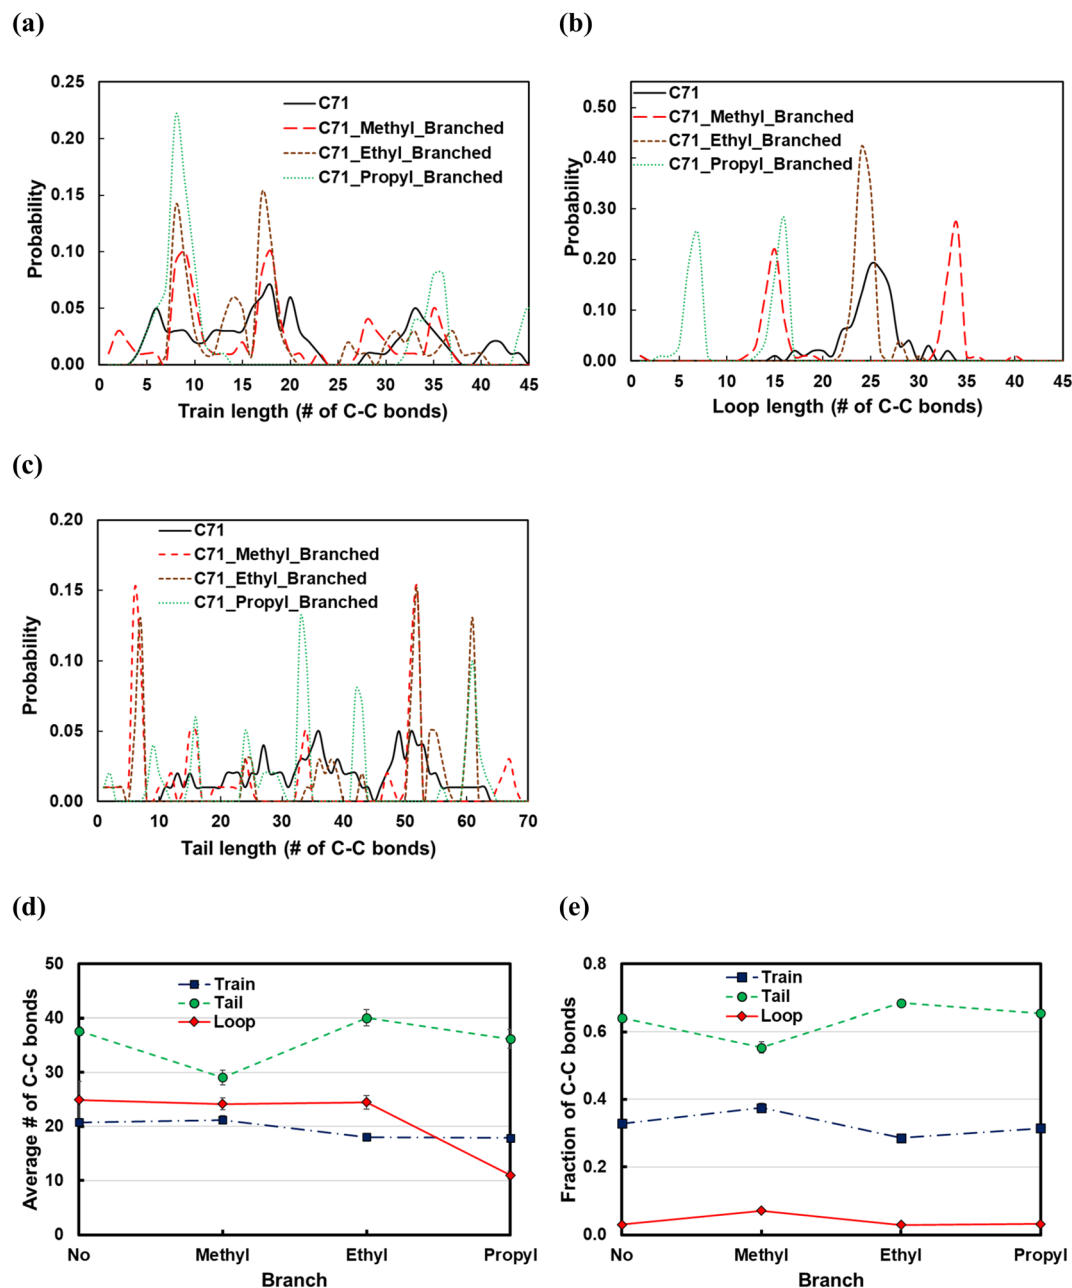 (a)
(b)
0.25
0.20
0.15
0.10
0.05
0.00
Probability
C71
C71_Methyl_Branched
C71_Ethyl_Branched
C71_Propyl_Branched
0 5 10 15 20 25 30 35 40 45
Train length (# of C-C bonds)
0.50
0.40
0.30
0.20
0.10
0.00
Probability
C71
C71_Methyl_Branched
C71_Ethyl_Branched
C71_Propyl_Branched
0 5 10 15 20 25 30 35 40 45
Loop length (# of C-C bonds)
(c)
0.20
0.15
0.10
0.05
0.00
Probability
C71
C71_Methyl_Branched
C71_Ethyl_Branched
C71_Propyl_Branched
0 10 20 30 40 50 60 70
Tail length (# of C-C bonds)
(d)
(e)
50
40
30
20
10
0
Average # of C-C bonds
Train
Tail
Loop
No Methyl Ethyl Propyl
Branch
0.8
0.6
0.4
0.2
0.0
Fraction of C-C bonds
Train
Tail
Loop
No Methyl Ethyl Propyl
Branch